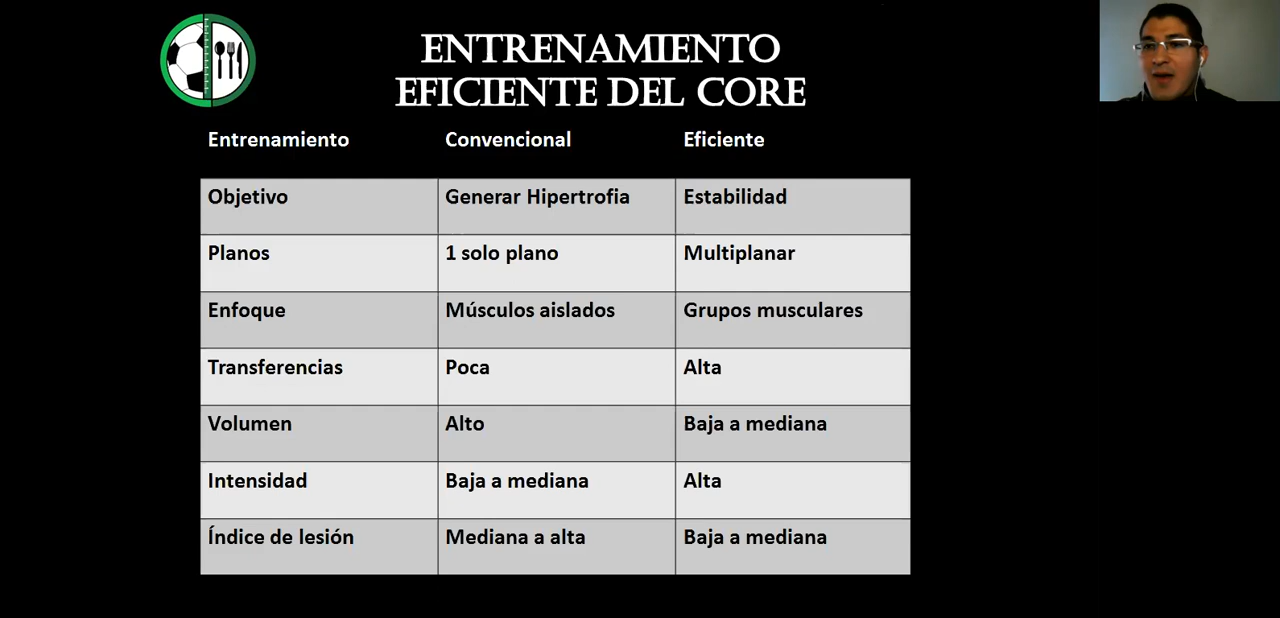 ENTRENAMIENTO
EFICIENTE DEL CORE
Entrenamiento Convencional Eficiente
Objetivo Generar Hipertrofia Estabilidad
Planos 1 solo plano Multiplanar
Enfoque Músculos aislados Grupos musculares
Transferencias Poca Alta
Volumen Alto Baja a mediana
Intensidad Baja a mediana Alta
Índice de lesión Mediana a alta Baja a mediana